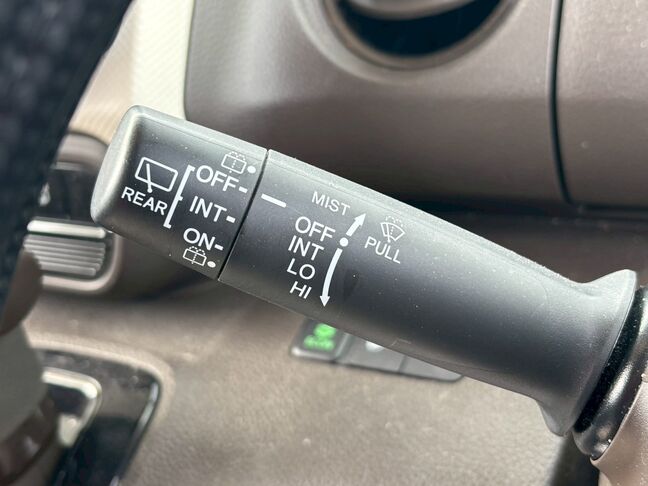 REAR
OFF
INT
ON
MIST
OFF
INT
LO
HI
PULL